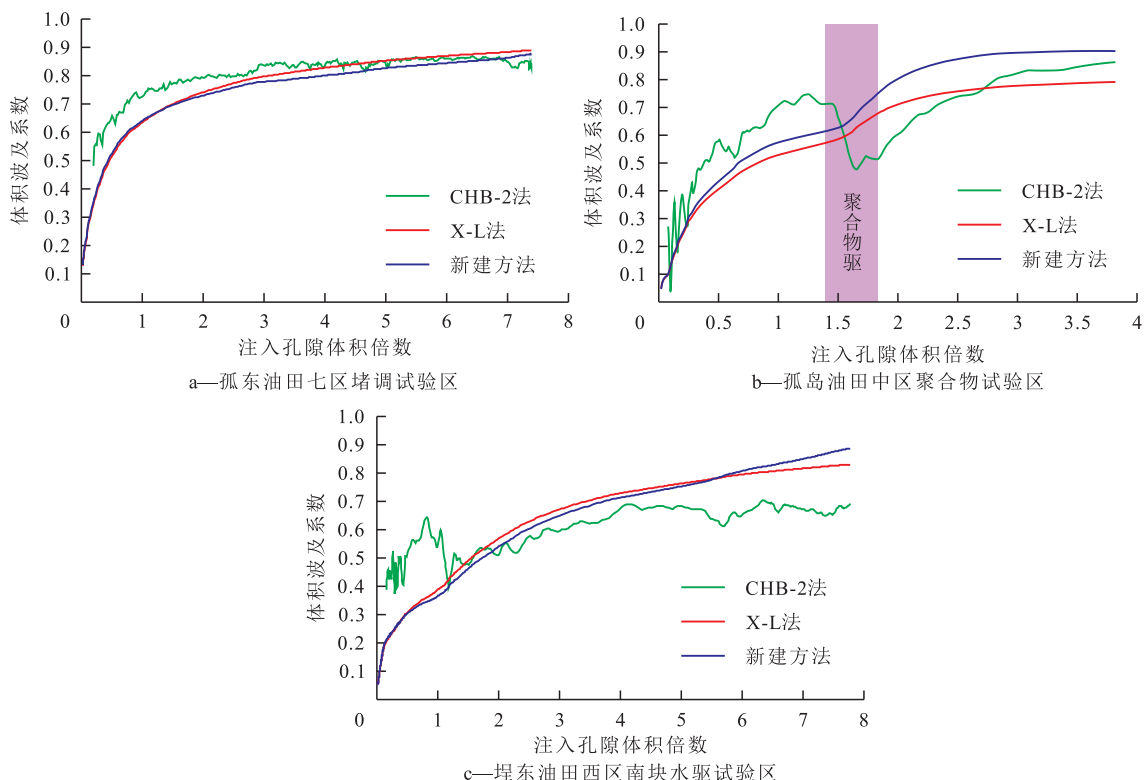 1.0
0.9
0.8
0.7
0.6
0.5
0.4
0.3
0.2
0.1
0
体积波及系数
CHB-2法
X-L法
新建方法
1 2 3 4 5 6 7 8
注入孔隙体积倍数
a—孤东油田七区堵调试验区
1.0
0.9
0.8
0.7
0.6
0.5
0.4
0.3
0.2
0.1
0
体积波及系数
聚合物驱
CHB-2法
X-L法
新建方法
0.5 1 1.5 2 2.5 3 3.5 4
注入孔隙体积倍数
b—孤岛油田中区聚合物试验区
1.0
0.9
0.8
0.7
0.6
0.5
0.4
0.3
0.2
0.1
0
体积波及系数
CHB-2法
X-L法
新建方法
1 2 3 4 5 6 7 8
注入孔隙体积倍数
c—埕东油田西区南块水驱试验区